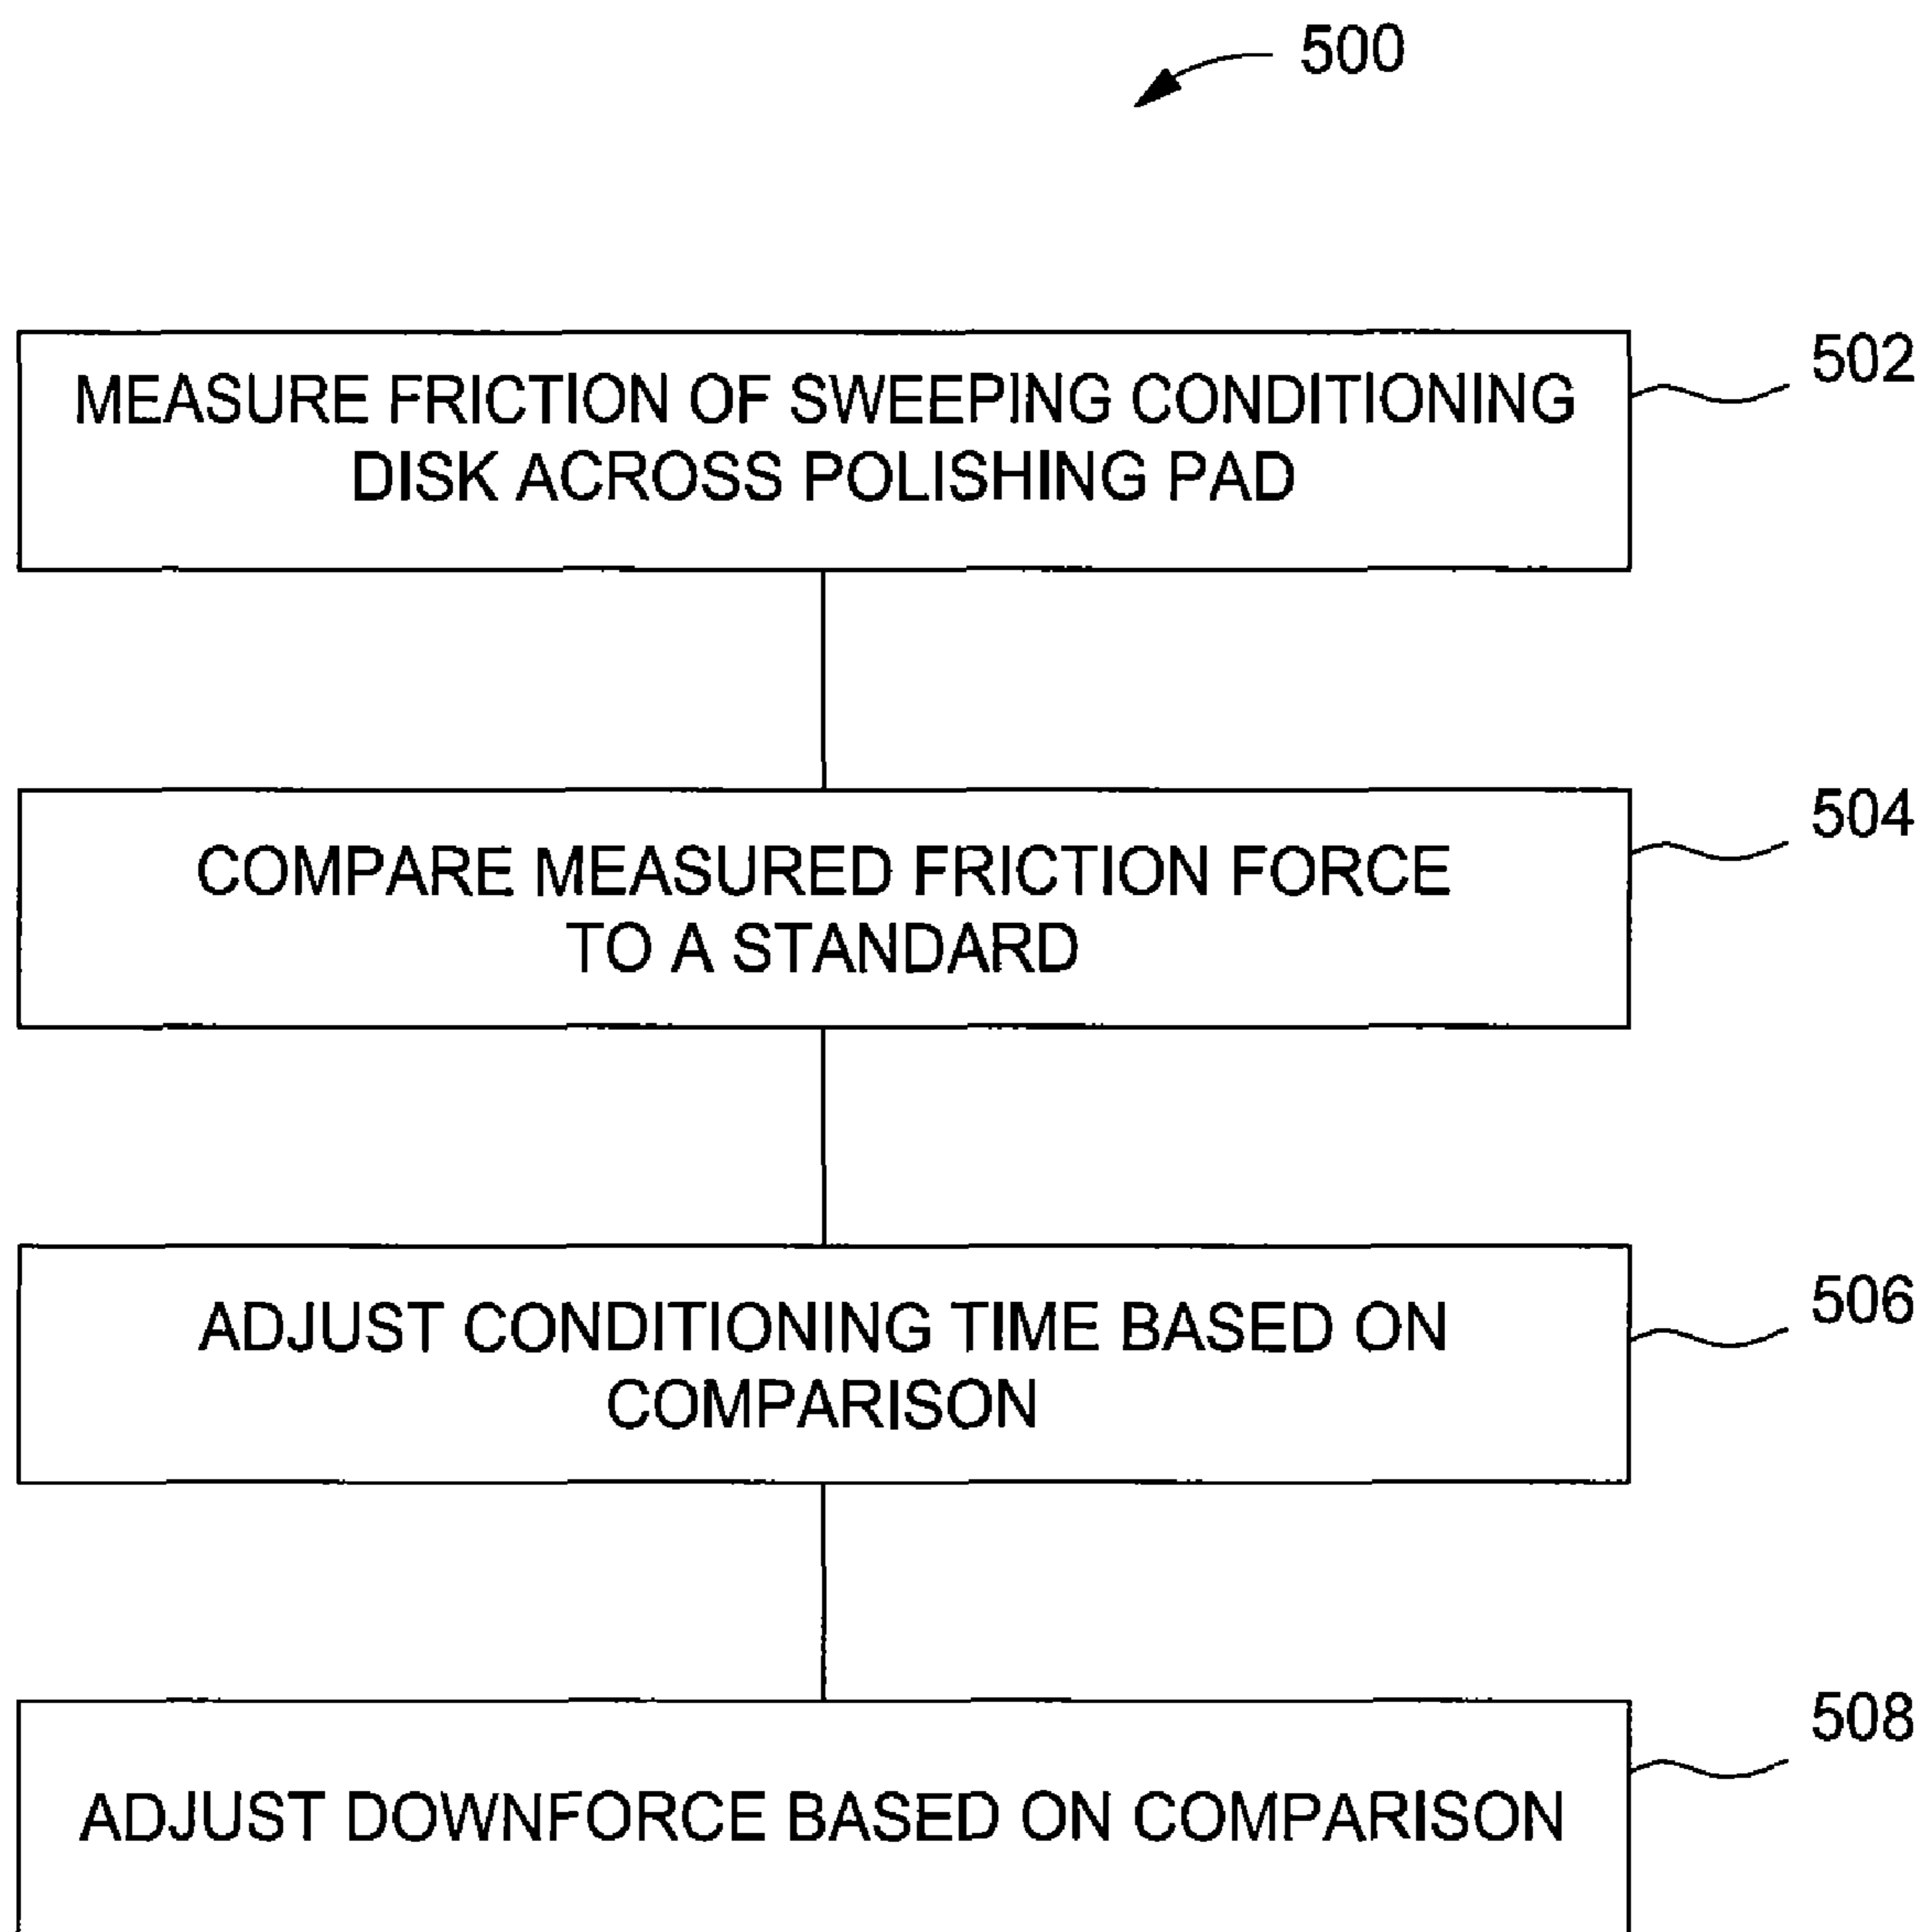 500
MEASURE FRICTION OF SWEEPING CONDITIONING
DISK ACROSS POLISHING PAD
502
COMPARE MEASURED FRICTION FORCE
TO A STANDARD
504
ADJUST CONDITIONING TIME BASED ON
COMPARISON
506
ADJUST DOWNFORCE BASED ON COMPARISON
508